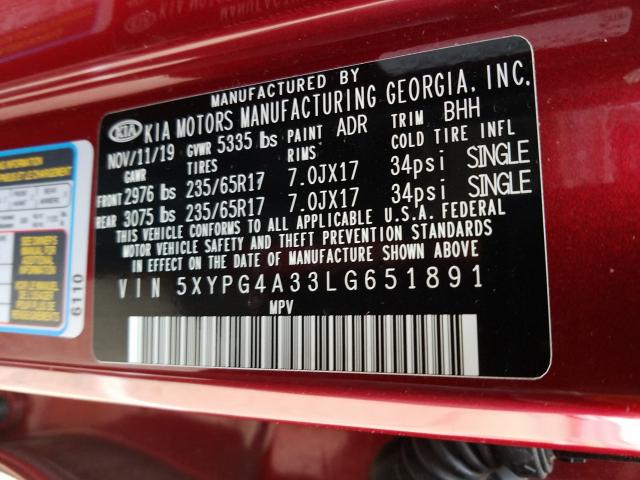 MANUFACTURED BY
KIA KIA MOTORS MANUFACTURING GEORGIA, INC.
NOV/11/19 GVWR 5335 lbs PAINT ADR TRIM BHH
GAWR TIRES RIMS COLD TIRE INFL
FRONT 2976 lbs 235/65R17 7.0JX17 34psi SINGLE
REAR 3075 lbs 235/65R17 7.0JX17 34psi SINGLE
THIS VEHICLE CONFORMS TO ALL APPLICABLE U.S.A. FEDERAL
MOTOR VEHICLE SAFETY AND THEFT PREVENTION STANDARDS
IN EFFECT ON THE DATE OF MANUFACTURE SHOWN ABOVE
VIN 5XYPG4A33LG651891
MPV
6110